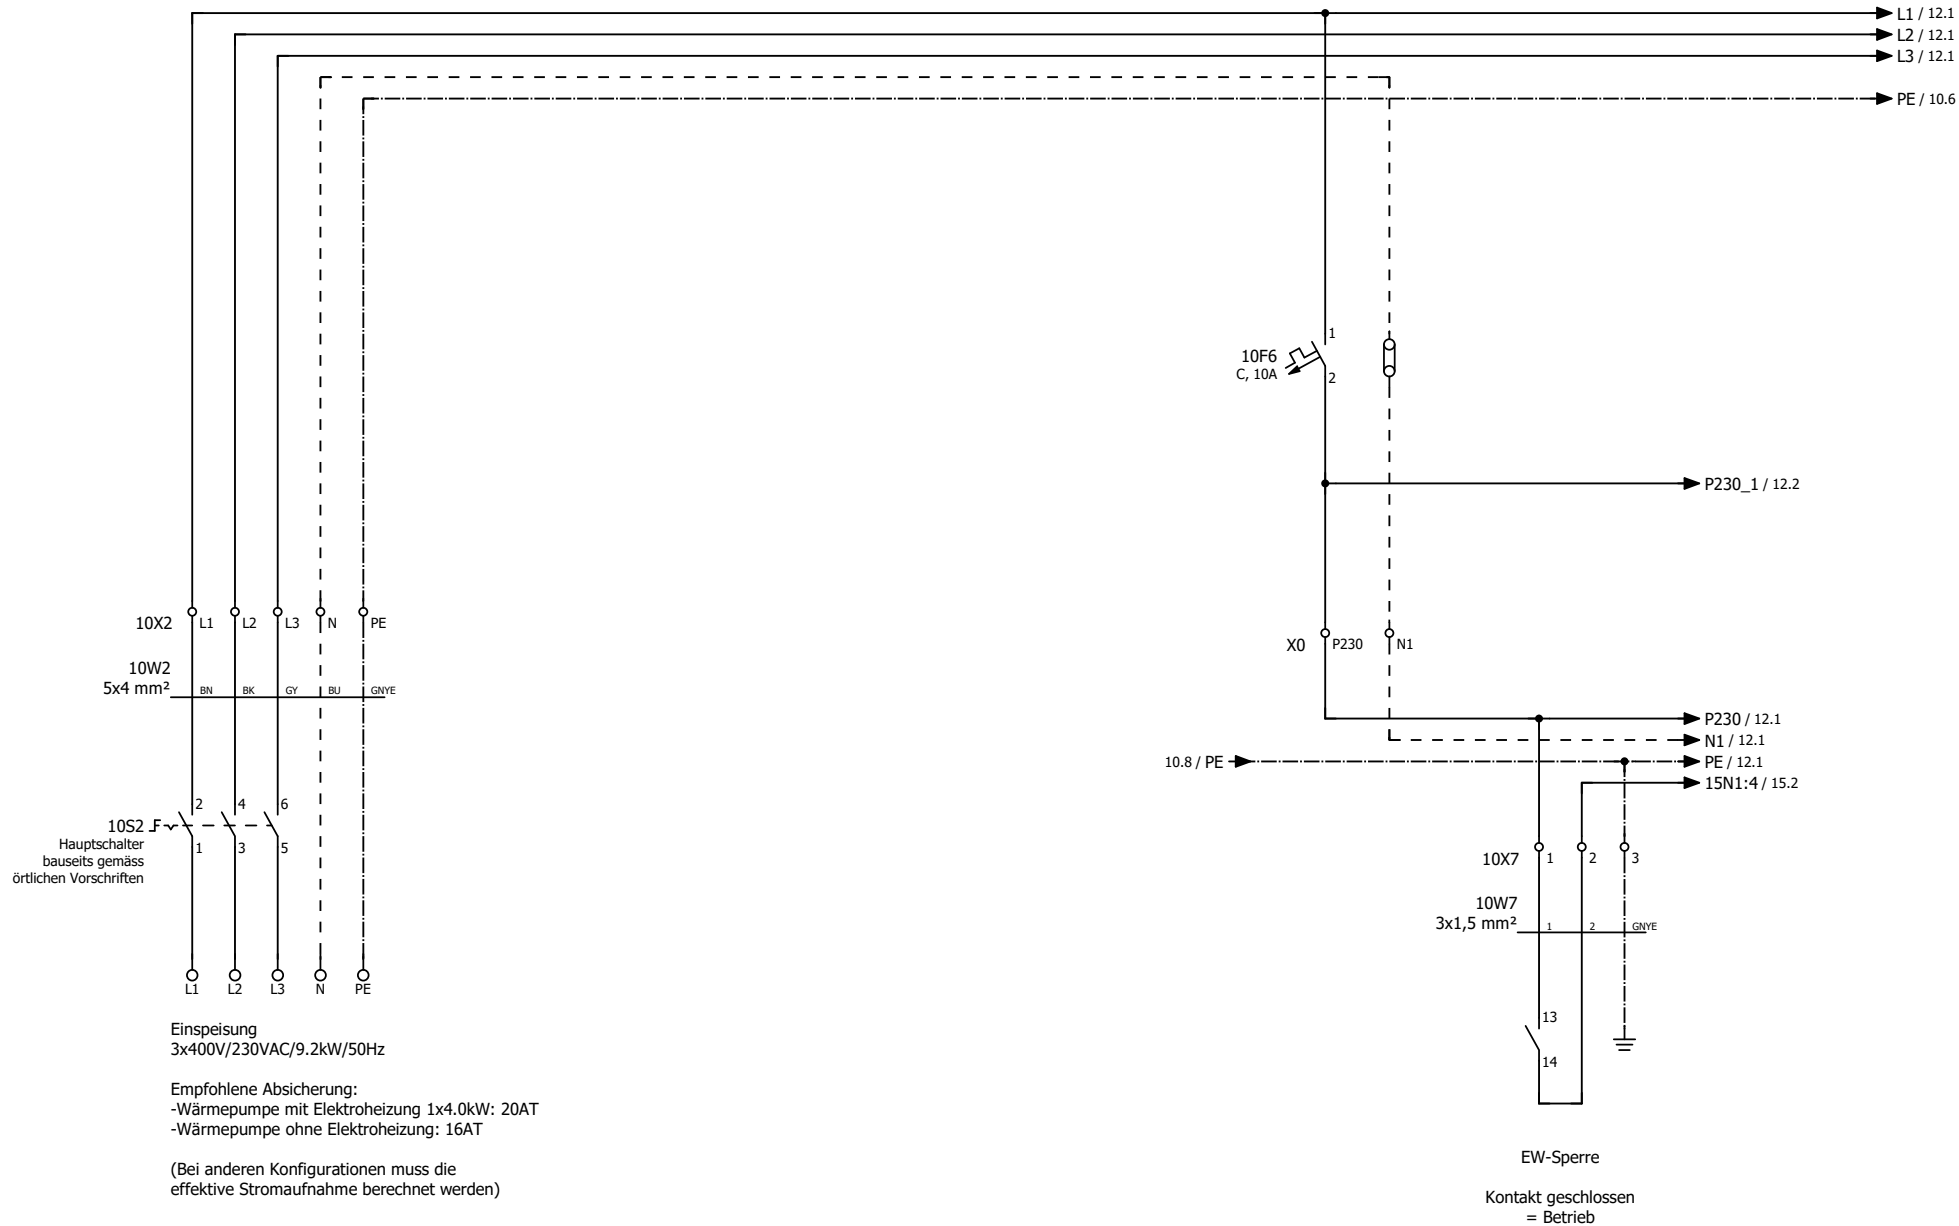 L1 / 12.1
L2 / 12.1
L3 / 12.1
PE / 10.6
1
10F6
C, 10A
2
P230_1 / 12.2
10X2 L1 L2 L3 N PE
X0 P230 N1
10W2
5x4 mm²
BN BK GY BU GNYE
P230 / 12.1
N1 / 12.1
10.8 / PE
PE / 12.1
15N1:4 / 15.2
2 4 6
10S2
Hauptschalter
bauseits gemäss
örtlichen Vorschriften
1 3 5
10X7 1 2 3
10W7
3x1,5 mm²
1 2 GNYE
L1 L2 L3 N PE
13
14
Einspeisung
3x400V/230VAC/9.2kW/50Hz
Empfohlene Absicherung:
-Wärmepumpe mit Elektroheizung 1x4.0kW: 20AT
-Wärmepumpe ohne Elektroheizung: 16AT
(Bei anderen Konfigurationen muss die
effektive Stromaufnahme berechnet werden)
EW-Sperre
Kontakt geschlossen
= Betrieb